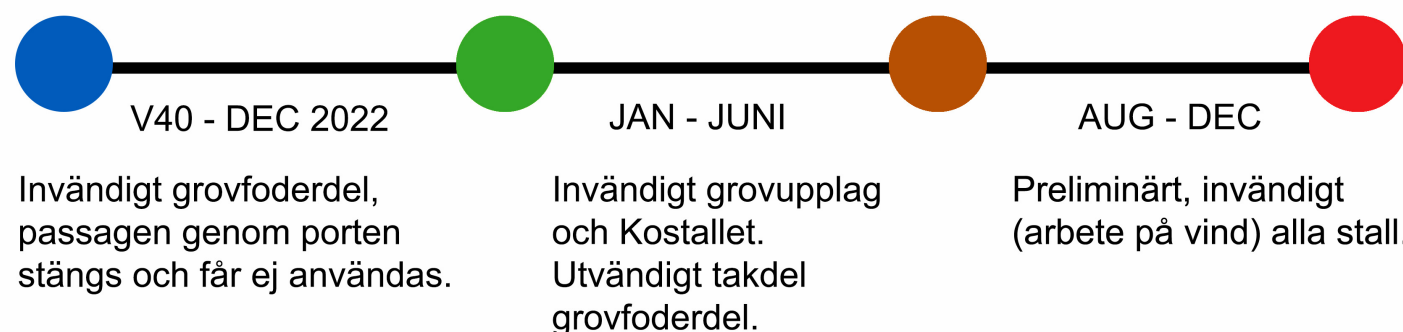 V40 - DEC 2022
Invändigt grovfoderdel,
passagen genom porten
stängs och får ej användas.
JAN - JUNI
Invändigt grovupplag
och Kostallet.
Utvändigt takdel
grovfoderdel.
AUG - DEC
Preliminärt, invändigt
(arbete på vind) alla stall.